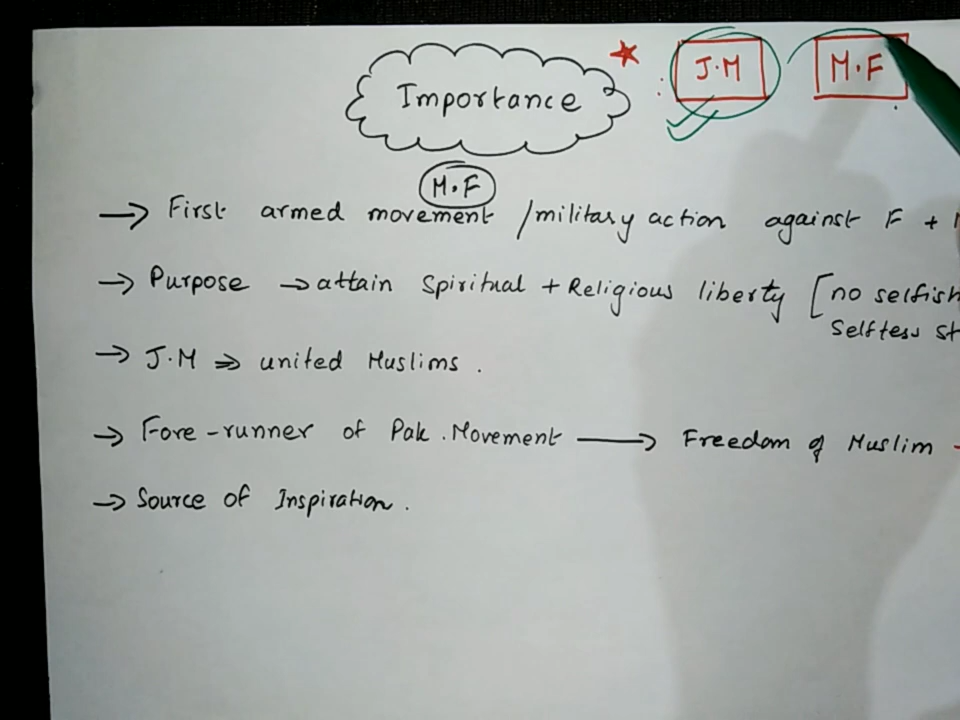 Importance J.M M.F
M.F
→ First armed movement /military action against F +
→ Purpose → attain Spiritual + Religious liberty [no selfish
Selfless st
→ J.M ⇒ united Muslims .
→ Fore-runner of Pak. Movement → Freedom of Muslim
→ Source of Inspiration .